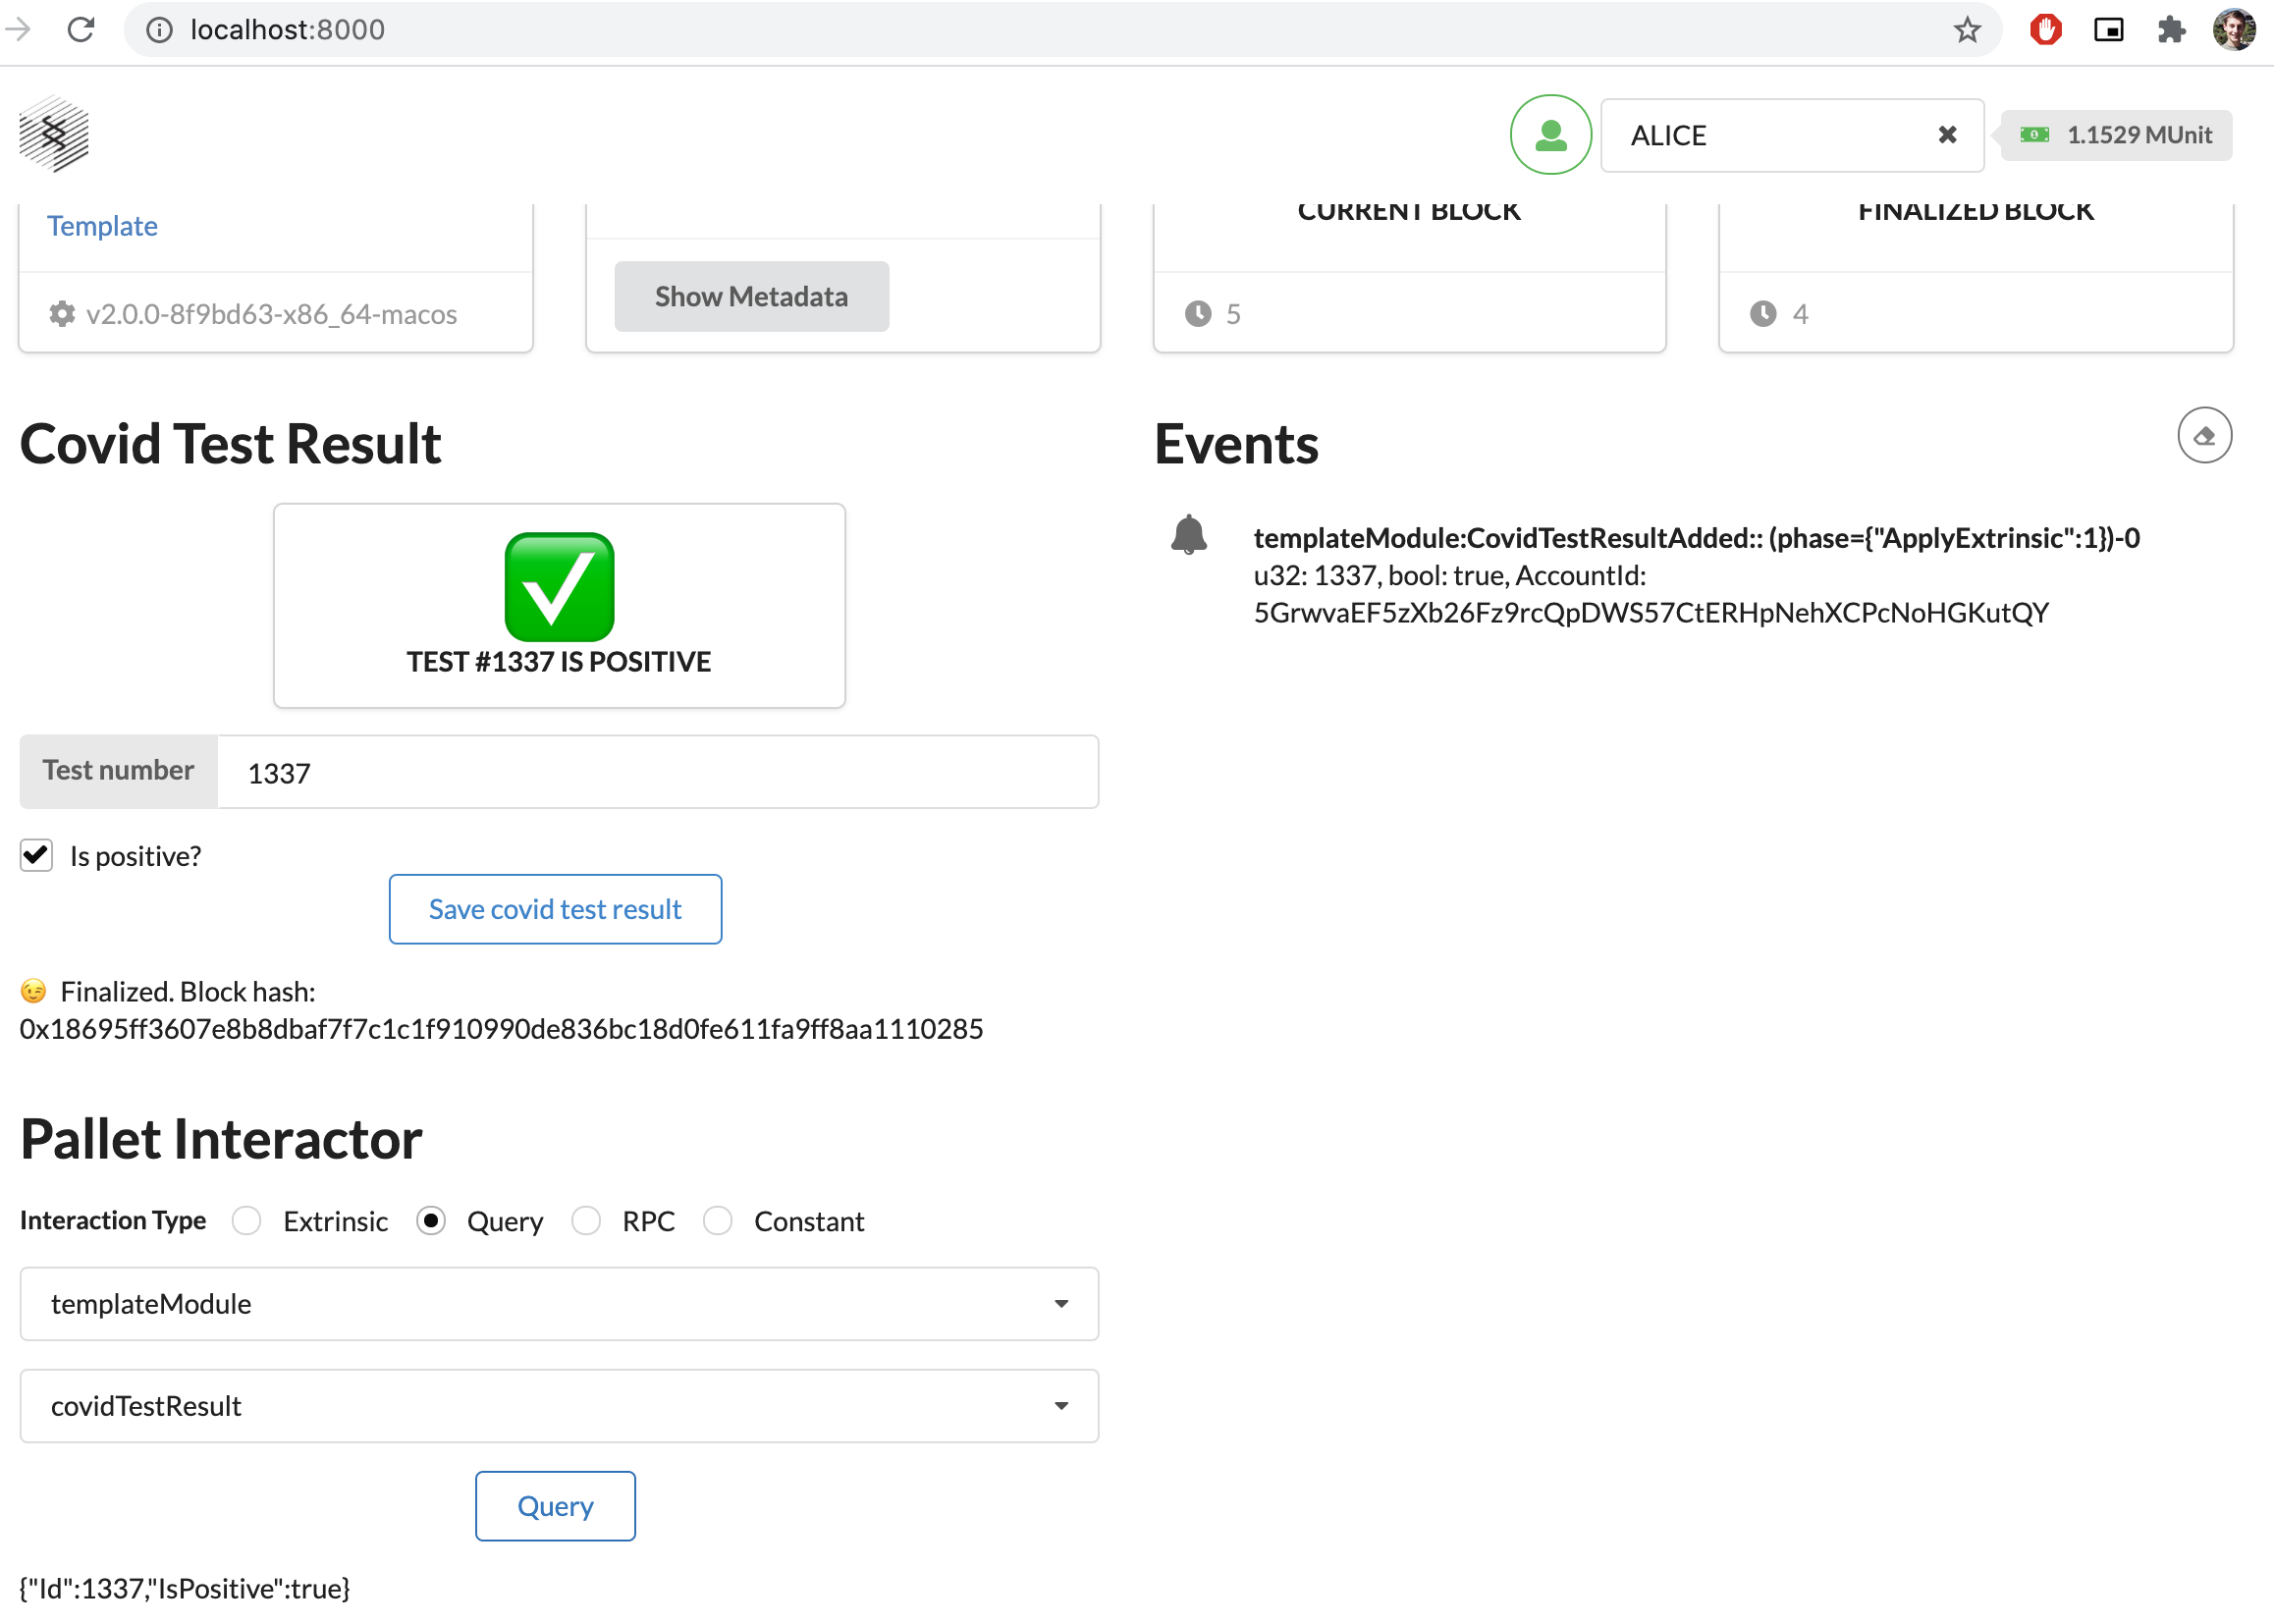 localhost:8000
ALICE
1.1529 MUnit
Template
v2.0.0-8f9bd63-x86_64-macos
Show Metadata
CURRENT BLOCK
5
FINALIZED BLOCK
4
Covid Test Result
TEST #1337 IS POSITIVE
Test number
1337
Is positive?
Save covid test result
😉 Finalized. Block hash:
0x18695ff3607e8b8dbaf7f7c1c1f910990de836bc18d0fe611fa9ff8aa1110285
Pallet Interactor
Interaction Type Extrinsic Query RPC Constant
templateModule
covidTestResult
Query
{"Id":1337,"IsPositive":true}
Events
templateModule:CovidTestResultAdded:: (phase={"ApplyExtrinsic":1})-0
u32: 1337, bool: true, AccountId:
5GrwvaEF5zXb26Fz9rcQpDWS57CtERHpNehXCPcNoHGKutQY